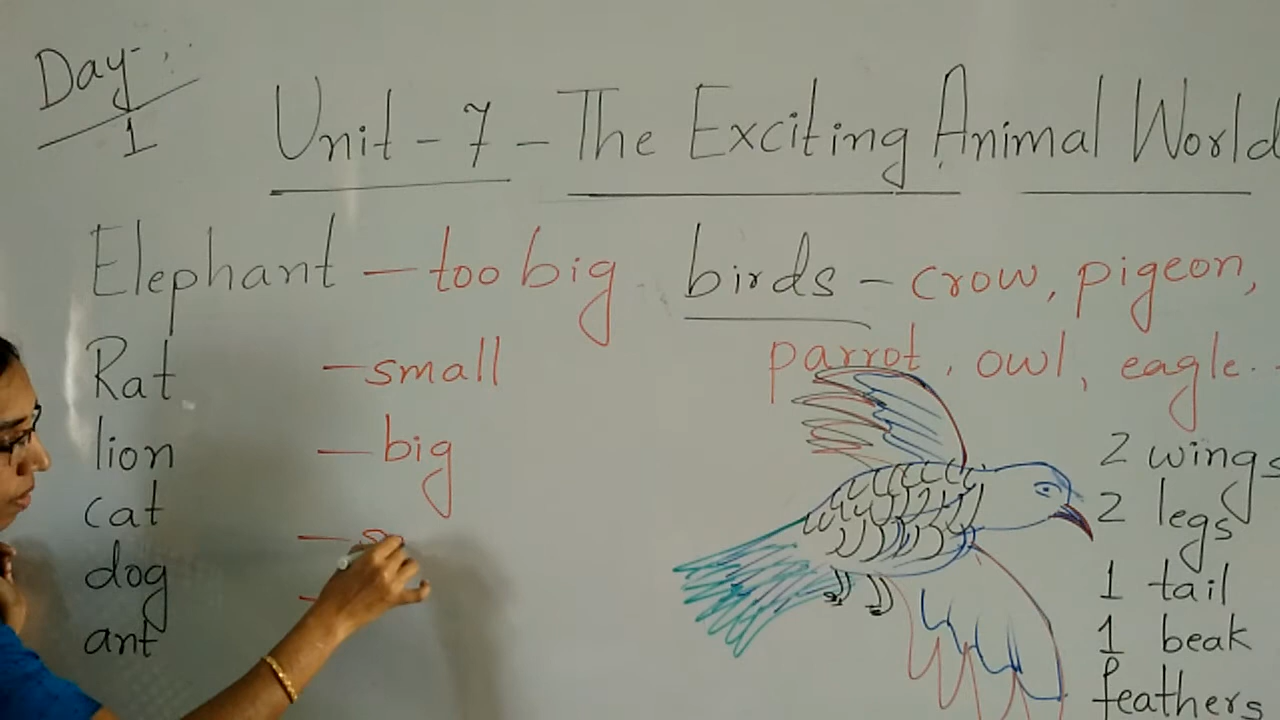 Day-
1
Unit - 7 - The Exciting Animal World
Elephant - too big
Rat - small
lion - big
cat - s
dog -
ant
birds - crow, pigeon,
parrot, owl, eagle.
2 wings
2 legs
1 tail
1 beak
feathers